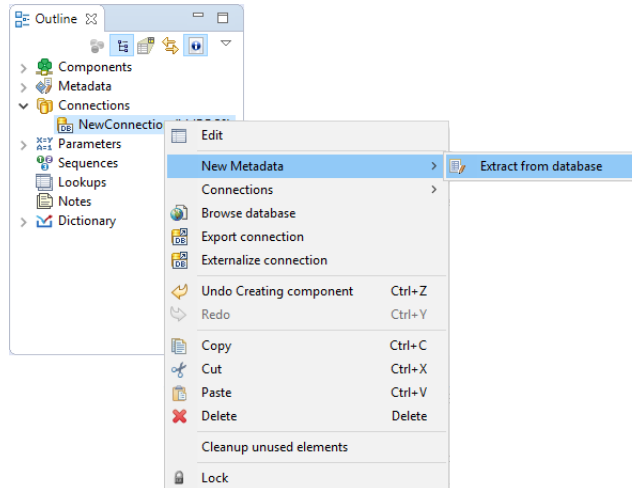 Outline
Components
Metadata
Connections
NewConnectio
Parameters
Sequences
Lookups
Notes
Dictionary
Edit
New Metadata
Extract from database
Connections
Browse database
Export connection
Externalize connection
Undo Creating component Ctrl+Z
Redo Ctrl+Y
Copy Ctrl+C
Cut Ctrl+X
Paste Ctrl+V
Delete Delete
Cleanup unused elements
Lock